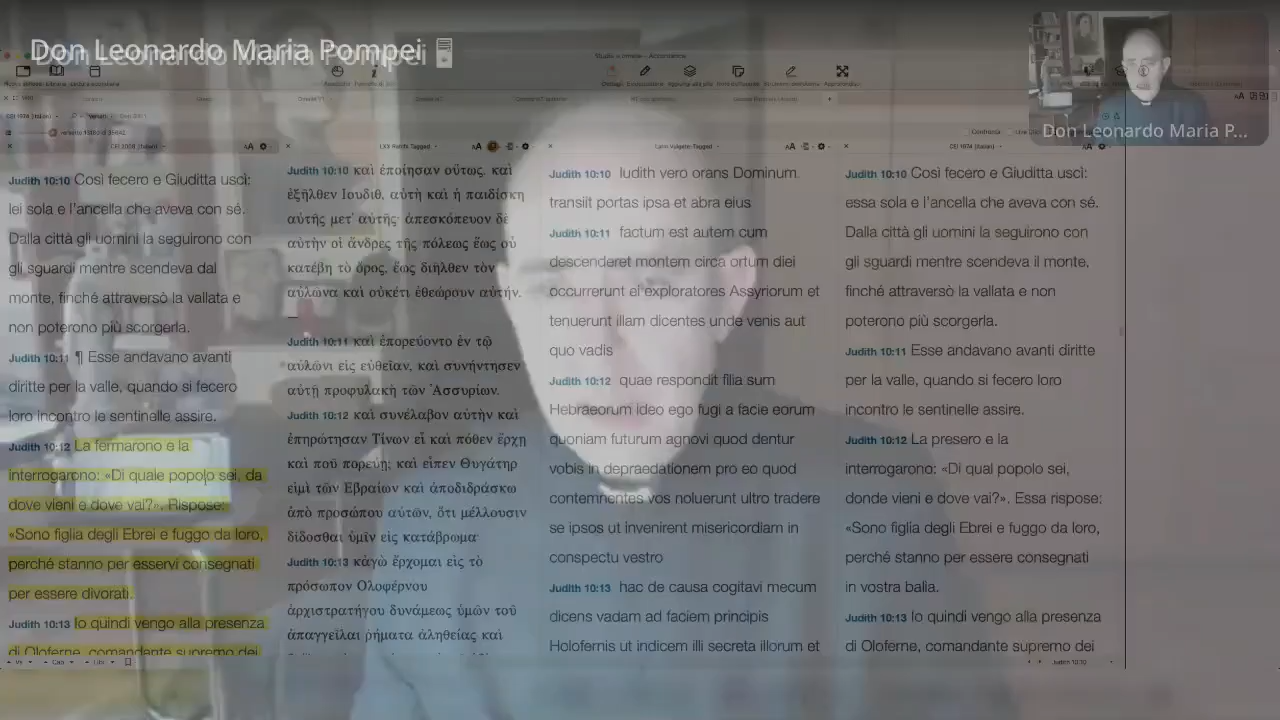 Don Leonardo Maria Pompei
Don Leonardo Maria P...
Judith 10:10 Così fecero e Giuditta uscì:
lei sola e l'ancella che aveva con sé.
Dalla città gli uomini la seguirono con
gli sguardi mentre scendeva dal
monte, finché attraversò la vallata e
non poterono più scorgerla.
Judith 10:11 ¶ Esse andavano avanti
diritte per la valle, quando si fecero
loro incontro le sentinelle assire.
Judith 10:12 La fermarono e la
interrogarono: «Di quale popolo sei, da
dove vieni e dove vai?». Rispose:
«Sono figlia degli Ebrei e fuggo da loro,
perché stanno per esservi consegnati
per essere divorati.
Judith 10:13 Io quindi vengo alla presenza
di Oloferne, comandante supremo dei
LXX Rahlfs Tagged
Judith 10:10 καὶ ἐποίησαν οὕτως. καὶ
ἐξῆλθεν Ιουδιθ, αὐτὴ καὶ ἡ παιδίσκη
αὐτῆς μετ᾽ αὐτῆς· ἀπεσκόπευον δὲ
αὐτὴν οἱ ἄνδρες τῆς πόλεως ἕως οὗ
κατέβη τὸ ὄρος, ἕως διῆλθεν τὸν
αὐλῶνα καὶ οὐκέτι ἐθεώρουν αὐτήν.
—
Judith 10:11 καὶ ἐπορεύοντο ἐν τῷ
αὐλῶνι εἰς εὐθεῖαν, καὶ συνήντησεν
αὐτῇ προφυλακὴ τῶν Ἀσσυρίων.
Judith 10:12 καὶ συνέλαβον αὐτὴν καὶ
ἐπηρώτησαν Τίνων εἶ καὶ πόθεν ἔρχῃ
καὶ ποῦ πορεύῃ; καὶ εἶπεν Θυγάτηρ
εἰμὶ τῶν Εβραίων καὶ ἀποδιδράσκω
ἀπὸ προσώπου αὐτῶν, ὅτι μέλλουσιν
δίδοσθαι ὑμῖν εἰς κατάβρωμα·
Judith 10:13 κἀγὼ ἔρχομαι εἰς τὸ
πρόσωπον Ολοφέρνου
ἀρχιστρατήγου δυνάμεως ὑμῶν τοῦ
ἀπαγγεῖλαι ῥήματα ἀληθείας καὶ
Latin Vulgate Tagged
Judith 10:10 Iudith vero orans Dominum.
transiit portas ipsa et abra eius
Judith 10:11 factum est autem cum
descenderet montem circa ortum diei
occurrerunt ei exploratores Assyriorum et
tenuerunt illam dicentes unde venis aut
quo vadis
Judith 10:12 quae respondit filia sum
Hebraeorum ideo ego fugi a facie eorum
quoniam futurum agnovi quod dentur
vobis in depraedationem pro eo quod
contemnentes vos noluerunt ultro tradere
se ipsos ut invenirent misericordiam in
conspectu vestro
Judith 10:13 hac de causa cogitavi mecum
dicens vadam ad faciem principis
Holofernis ut indicem illi secreta illorum et
Judith 10:10 Così fecero e Giuditta uscì:
essa sola e l'ancella che aveva con sé.
Dalla città gli uomini la seguirono con
gli sguardi mentre scendeva il monte,
finché attraversò la vallata e non
poterono più scorgerla.
Judith 10:11 Esse andavano avanti diritte
per la valle, quando si fecero loro
incontro le sentinelle assire.
Judith 10:12 La presero e la
interrogarono: «Di qual popolo sei,
donde vieni e dove vai?». Essa rispose:
«Sono figlia degli Ebrei e fuggo da loro,
perché stanno per essere consegnati
in vostra balìa.
Judith 10:13 Io quindi vengo alla presenza
di Oloferne, comandante supremo dei
Judith 10:10